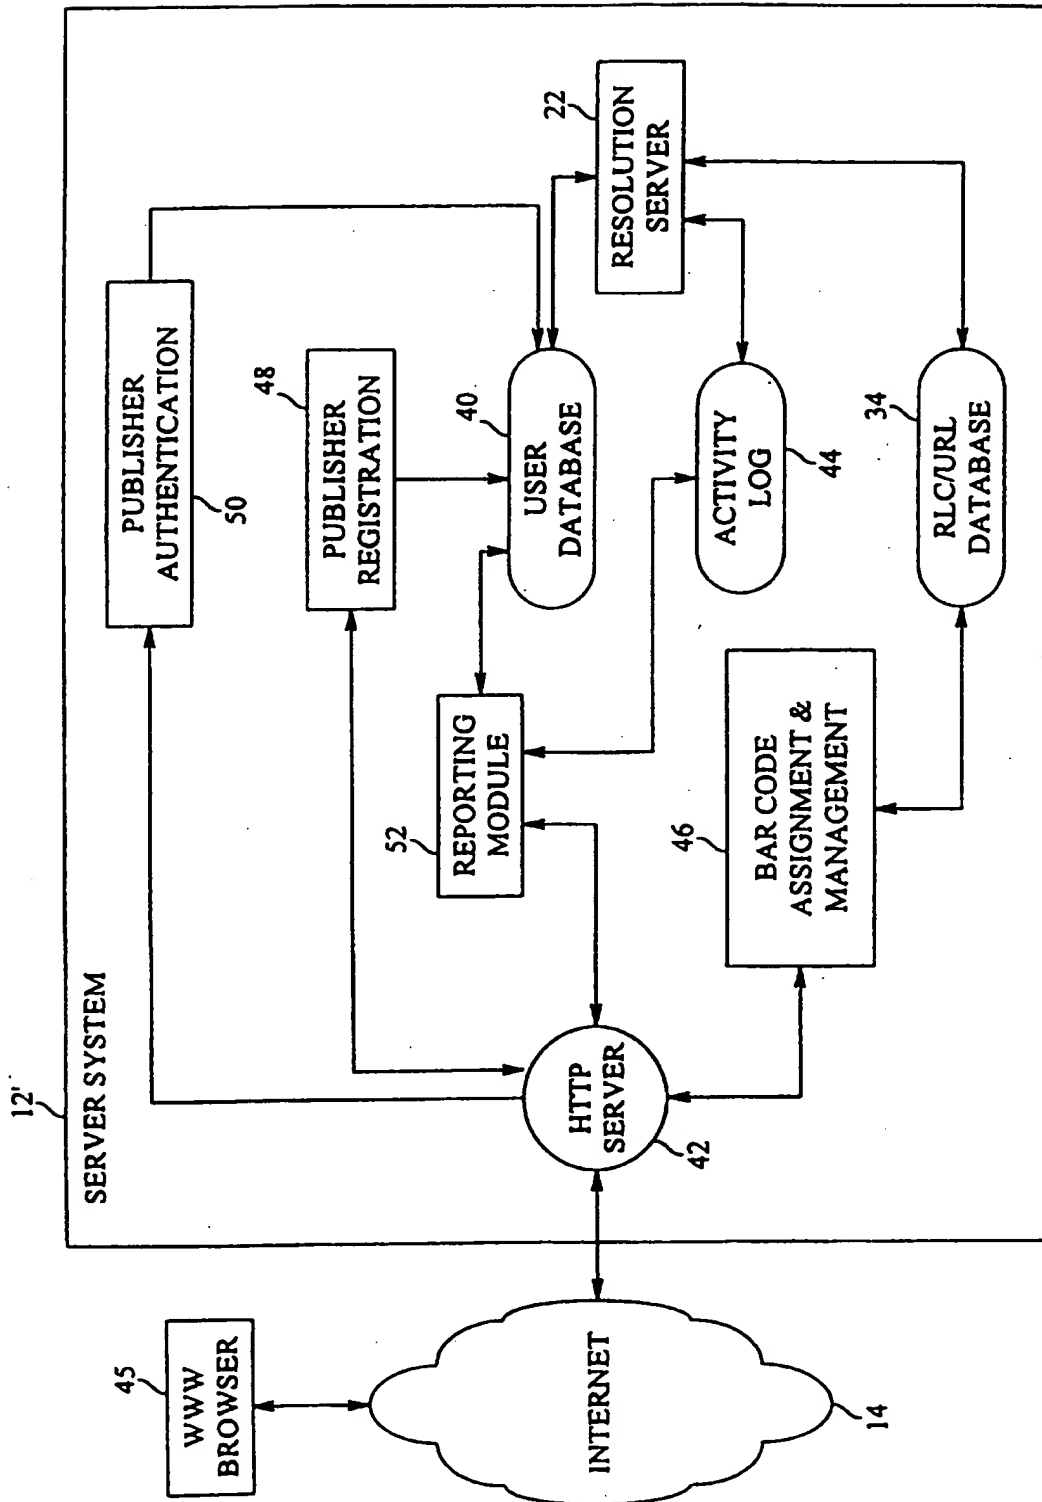 12'
SERVER SYSTEM
45
WWW
BROWSER
INTERNET
14
HTTP
SERVER
42
PUBLISHER
AUTHENTICATION
50
48
PUBLISHER
REGISTRATION
52
REPORTING
MODULE
40
USER
DATABASE
22
RESOLUTION
SERVER
ACTIVITY
LOG
44
46
BAR CODE
ASSIGNMENT &
MANAGEMENT
34
RLC/URL
DATABASE